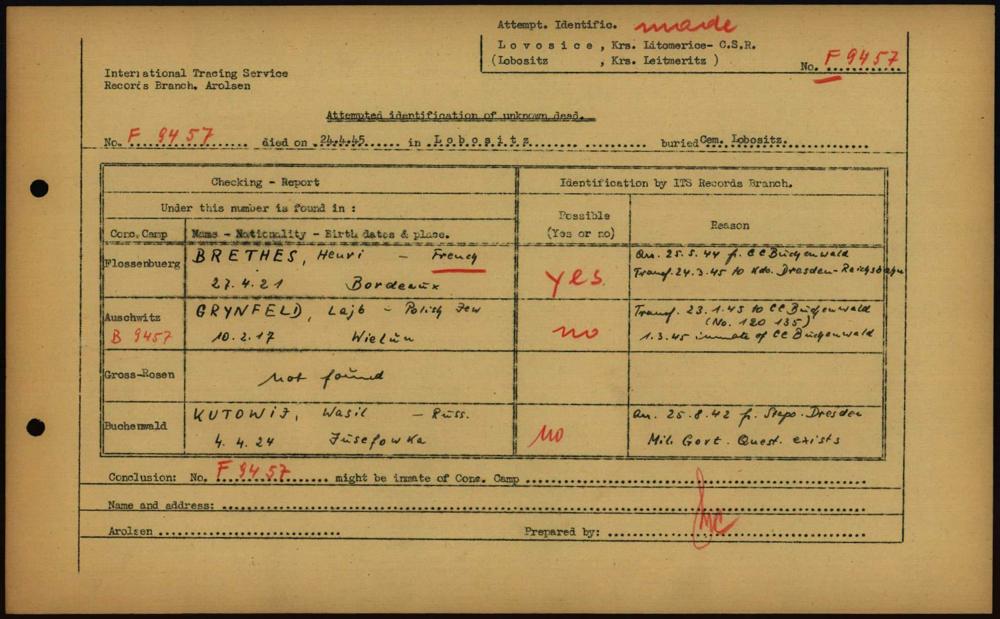 Attempt. Identific. made
Lovosice, Krs. Litomerice- C.S.R.
(Lobositz , Krs. Leitmeritz )
No. F 9457
International Tracing Service
Records Branch, Arolsen
Attempted identification of unknown dead.
No. F 9457 died on 24.4.45 in Lobositz buried Cem. Lobositz.
Checking - Report
Identification by ITS Records Branch.
Under this number is found in :
Possible
(Yes or no)
Reason
Conc. Camp
Name - Nationality - Birth dates & place.
Flossenbuerg
BRETHES, Henri - French
27.4.21 Bordeaux
yes
Arr. 25.5.44 f. CC Buchenwald
Transf. 24.3.45 to Kdo. Dresden-Reichsbahn
Auschwitz
B 9457
GRYNFELD, Lajb - Polish Jew
10.2.17 Wielun
no
Transf. 23.1.45 to CC Buchenwald
(No. 120 135)
1.3.45 inmate of CC Buchenwald
Gross-Rosen
not found
Buchenwald
KUTOWIJ, Wasil - Russ.
4.4.24 Jusefowka
no
Arr. 25.8.42 f. Stapo. Dresden
Mil. Govt. Quest. exists
Conclusion: No. F 9457 might be inmate of Conc. Camp
Name and address:
Arolsen
Prepared by: